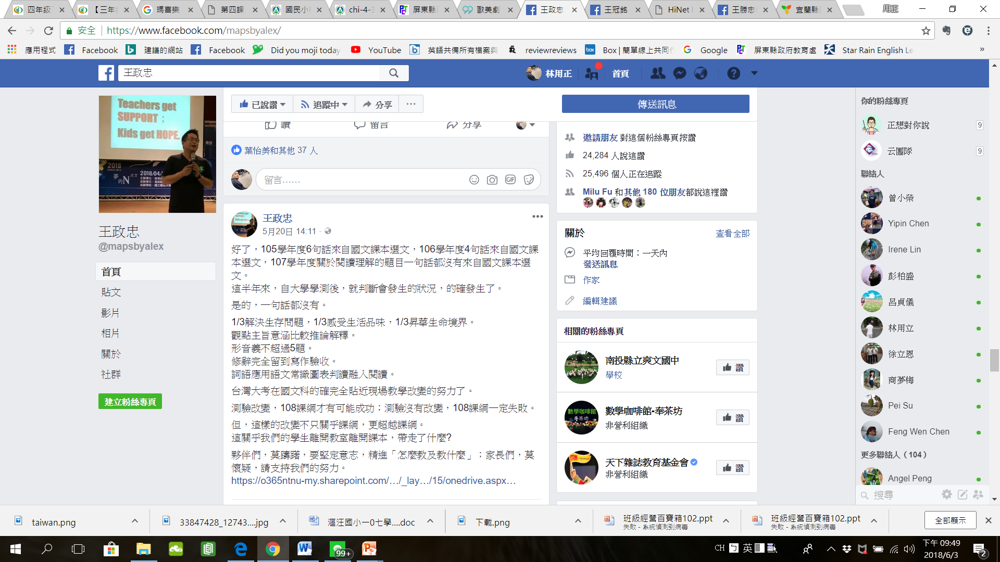 四年級
【三年
瑪喜樂
第四課
國民小
chi-4-3
屏東縣
歐美劇
王政忠
王冠銘
HiNet
王勝忠
宜蘭縣
用正
安全
https://www.facebook.com/mapsbyalex/
應用程式
Facebook
建議的網站
Facebook
Did you moji today
YouTube
英語共備所有檔案與
reviewreviews
Box | 簡單線上共同
Google
屏東縣政府教育處
Star Rain English Le
王政忠
林用正
首頁
Teachers get
SUPPORT ;
Kids get HOPE.
2018
夢的N次方
王政忠
@mapsbyalex
首頁
貼文
影片
相片
關於
社群
建立粉絲專頁
已說讚
追蹤中
分享
傳送訊息
讚
留言
分享
葉怡美和其他 37 人
留言……
GIF
王政忠
5月20日 14:11 ·
好了，105學年度6句話來自國文課本選文，106學年度4句話來自國文課
本選文，107學年度關於閱讀理解的題目一句話都沒有來自國文課本選
文。
這半年來，自大學學測後，就判斷會發生的狀況，的確發生了。
是的，一句話都沒有。
1/3解決生存問題，1/3感受生活品味，1/3昇華生命境界。
觀點主旨意涵比較推論解釋。
形音義不超過5題。
修辭完全留到寫作驗收。
詞語應用語文常識圖表判讀融入閱讀。
台灣大考在國文科的確完全貼近現場教學改變的努力了。
測驗改變，108課綱才有可能成功；測驗沒有改變，108課綱一定失敗。
但，這樣的改變不只關乎課綱，更超越課綱。
這關乎我們的學生離開教室離開課本，帶走了什麼?
夥伴們，莫躊躇，要堅定意志，精進「怎麼教及教什麼」；家長們，莫
懷疑，請支持我們的努力。
https://o365ntnu-my.sharepoint.com/…/_lay…/15/onedrive.aspx…
邀請朋友 對這個粉絲專頁按讚
24,284 人說這讚
25,496 個人正在追蹤
Milu Fu 和其他 180 位朋友都說這裡讚
關於
查看全部
平均回覆時間：一天內
發送訊息
作家
編輯建議
相關的粉絲專頁
南投縣立爽文國中
學校
讚
數學咖啡館
奉茶坊
數學咖啡館-奉茶坊
非營利組織
讚
天下雜誌教育基金會
非營利組織
讚
你的粉絲專頁
正想對你說
9
云團隊
9
聯絡人
曾小榮
Yipin Chen
Irene Lin
彭柏盛
呂貞儀
林用立
徐立恩
商夢梅
Pei Su
Feng Wen Chen
更多聯絡人（104）
Angel Peng
搜尋
taiwan.png
33847428_12743....jpg
漚汪國小一0七學....doc
下載.png
班級經營百寶箱102.ppt
失敗 - 系統偵測到病毒
班級經營百寶箱102.ppt
失敗 - 系統偵測到病毒
全部顯示
99+
CH
英
下午 09:49
2018/6/3
2